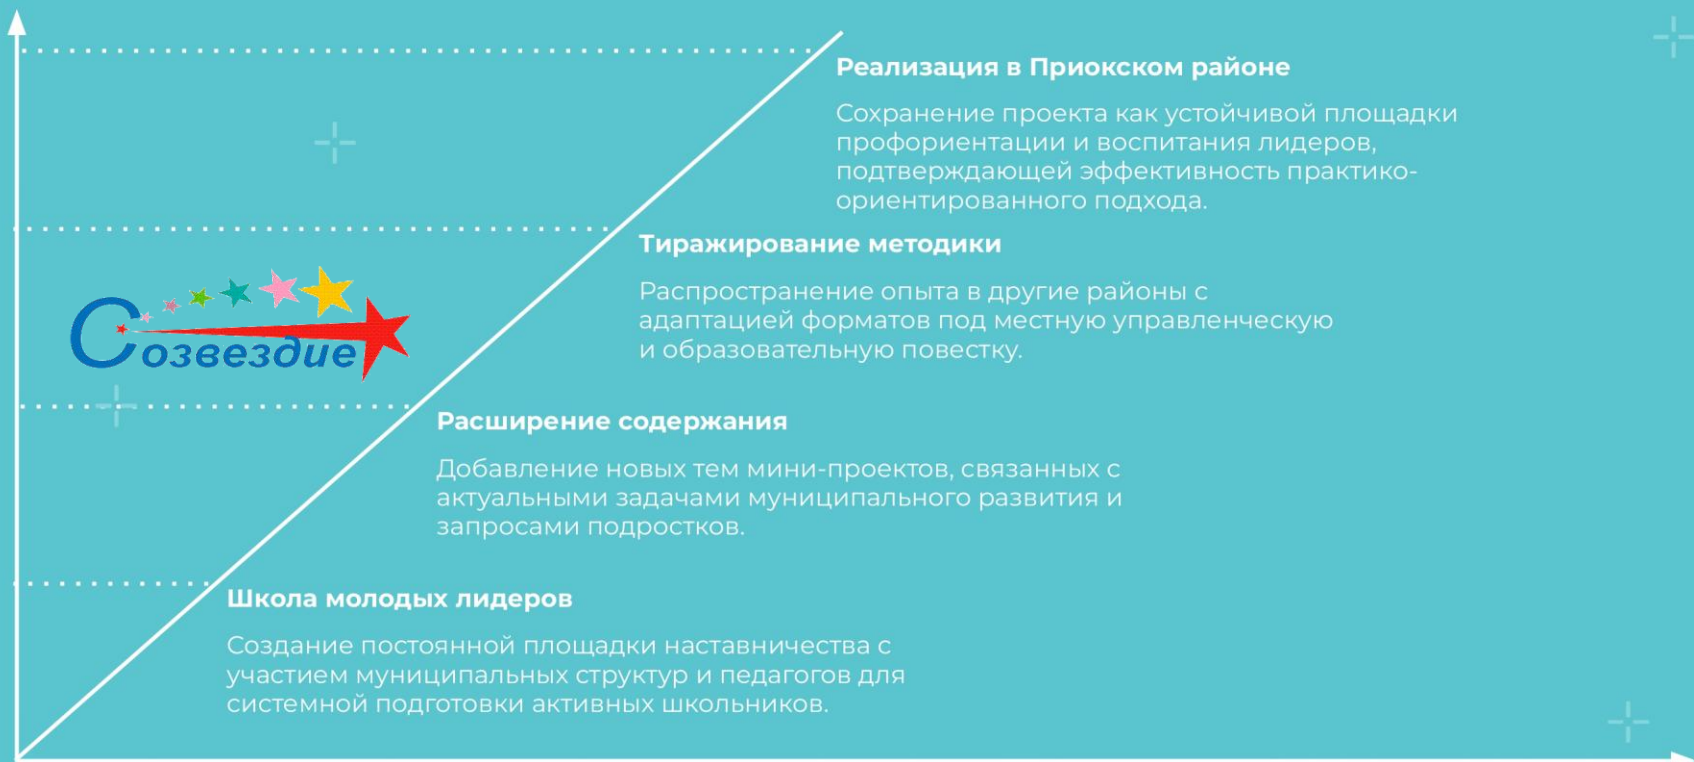 Реализация в Приокском районе
Сохранение проекта как устойчивой площадки
профориентации и воспитания лидеров,
подтверждающей эффективность практико-
ориентированного подхода.
Тиражирование методики
Распространение опыта в другие районы с
адаптацией форматов под местную управленческую
и образовательную повестку.
Созвездие
Расширение содержания
Добавление новых тем мини-проектов, связанных с
актуальными задачами муниципального развития и
запросами подростков.
Школа молодых лидеров
Создание постоянной площадки наставничества с
участием муниципальных структур и педагогов для
системной подготовки активных школьников.